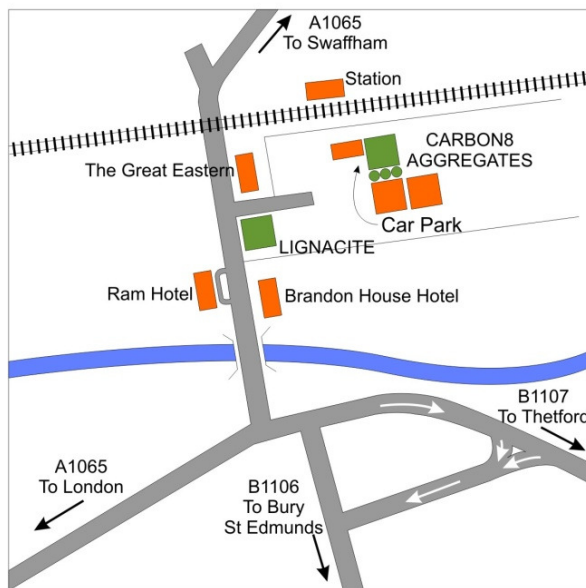 A1065
To Swaffham
Station
CARBON8
AGGREGATES
The Great Eastern
Car Park
LIGNACITE
Ram Hotel
Brandon House Hotel
B1107
To Thetford
A1065
To London
B1106
To Bury
St Edmunds